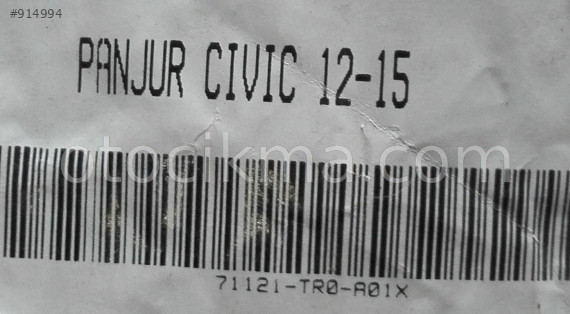 #914994
PANJUR CIVIC 12-15
otocikma.com
71121-TR0-A01X